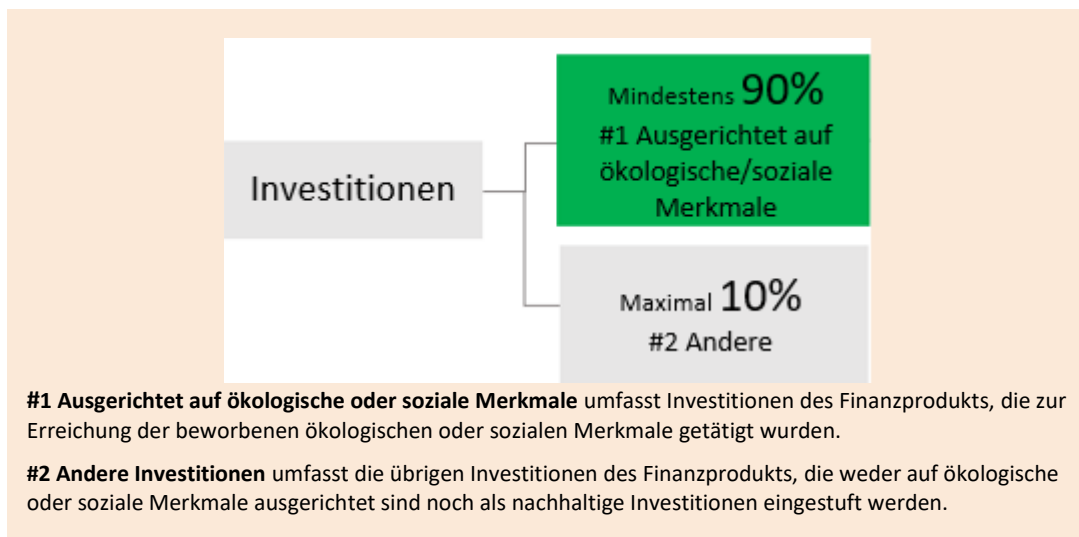 Investitionen
Mindestens 90%
#1 Ausgerichtet auf
ökologische/soziale
Merkmale
Maximal 10%
#2 Andere
#1 Ausgerichtet auf ökologische oder soziale Merkmale umfasst Investitionen des Finanzprodukts, die zur
Erreichung der beworbenen ökologischen oder sozialen Merkmale getätigt wurden.
#2 Andere Investitionen umfasst die übrigen Investitionen des Finanzprodukts, die weder auf ökologische
oder soziale Merkmale ausgerichtet sind noch als nachhaltige Investitionen eingestuft werden.